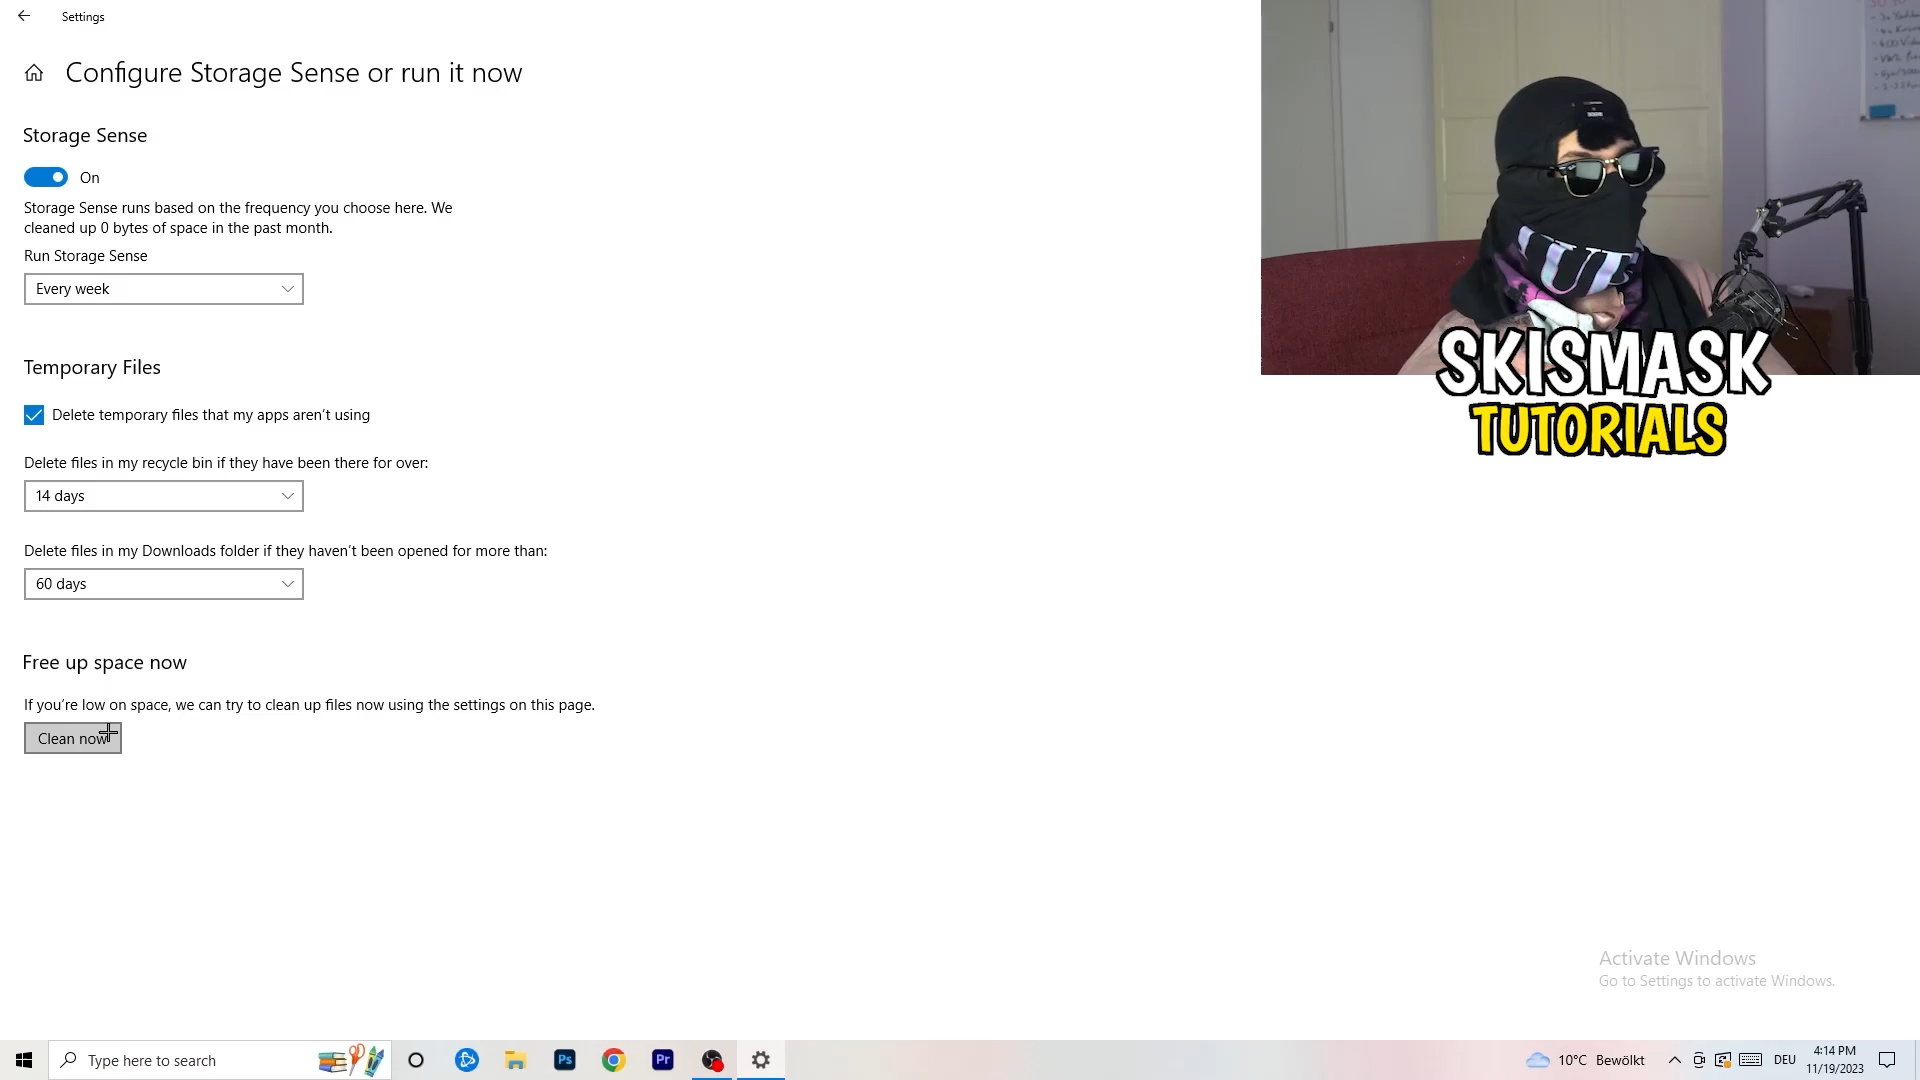 Settings
Configure Storage Sense or run it now
Storage Sense
On
Storage Sense runs based on the frequency you choose here. We
cleaned up 0 bytes of space in the past month.
Run Storage Sense
Every week
Temporary Files
Delete temporary files that my apps aren't using
Delete files in my recycle bin if they have been there for over:
14 days
Delete files in my Downloads folder if they haven't been opened for more than:
60 days
Free up space now
If you're low on space, we can try to clean up files now using the settings on this page.
Clean now
SKISMASK
TUTORIALS
Activate Windows
Go to Settings to activate Windows.
Type here to search
Ps
Pr
10°C Bewölkt
DEU
4:14 PM
11/19/2023